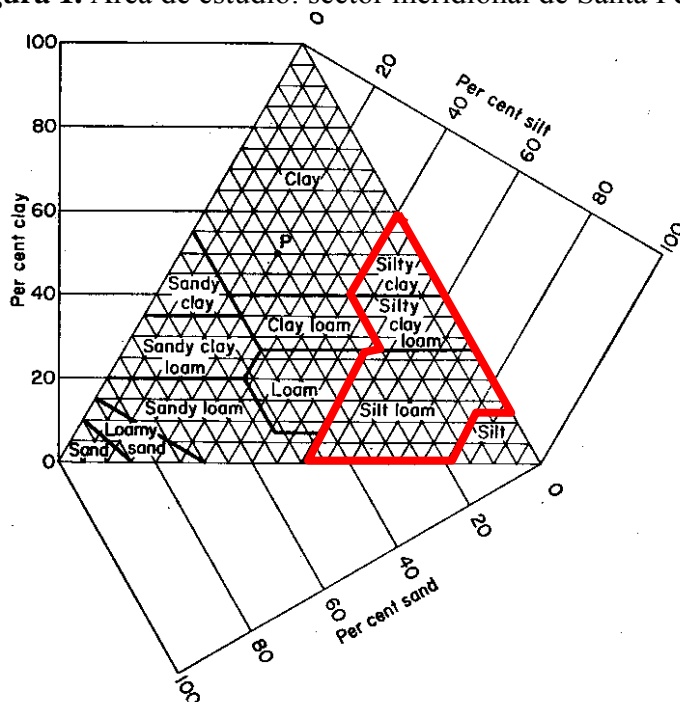 Figura 1. Área de estudio: sector meridional de Santa Fe
0
20
40
60
80
100
Per cent silt
100
80
60
40
20
0
Per cent clay
Clay
P
Silty
clay
Sandy
clay
Silty
clay
loam
Clay loam
Sandy clay
loam
Loam
Silt loam
Sandy loam
Silt
Loamy
sand
Sand
0
20
40
60
80
100
Per cent sand